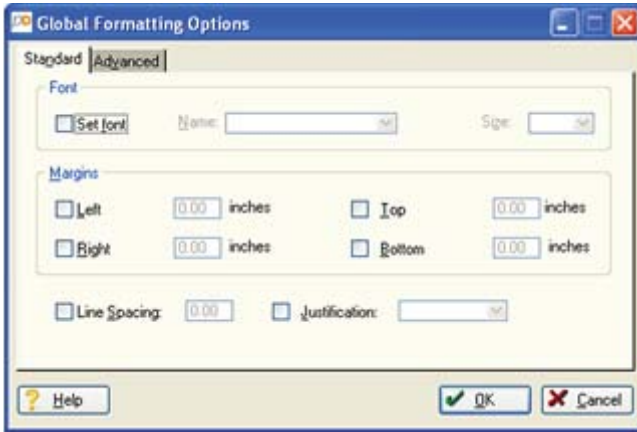 Global Formatting Options
Standard Advanced
Font
Set font Name: Size:
Margins
Left 0.00 inches Top 0.00 inches
Right 0.00 inches Bottom 0.00 inches
Line Spacing: 0.00 Justification:
? Help OK Cancel